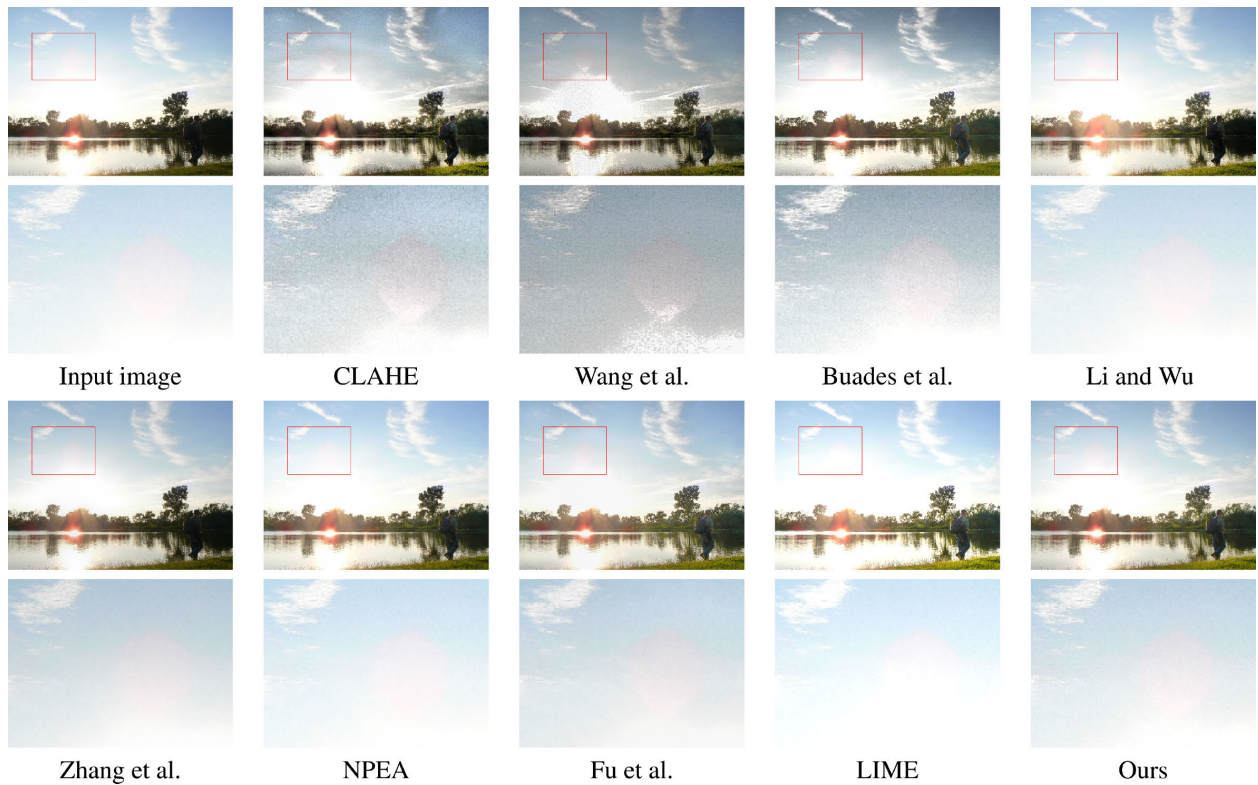 Input image
CLAHE
Wang et al.
Buades et al.
Li and Wu
Zhang et al.
NPEA
Fu et al.
LIME
Ours